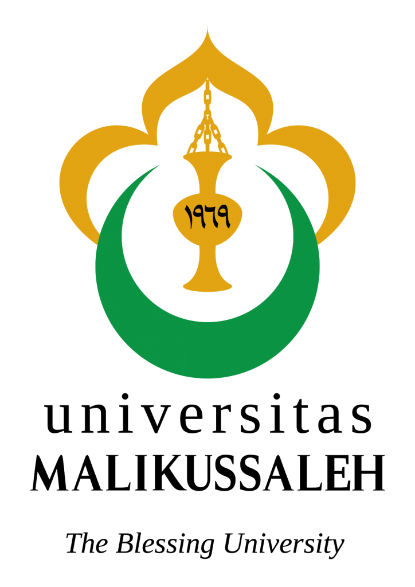 ١٩٦٩
universitas
MALIKUSSALEH
The Blessing University